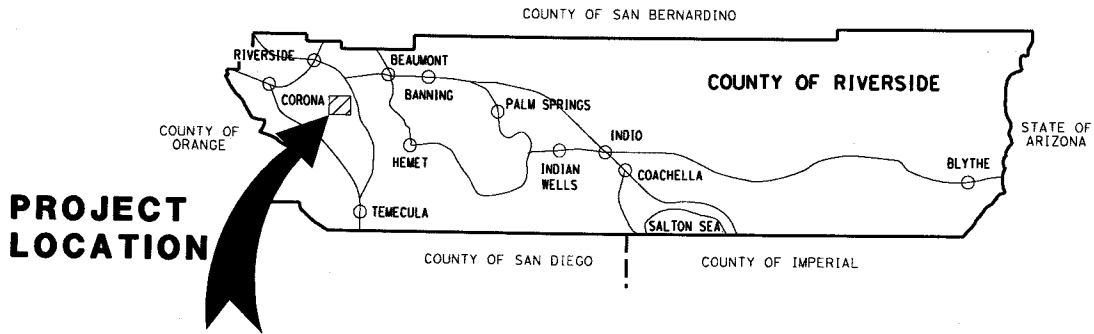 COUNTY OF SAN BERNARDINO
RIVERSIDE
BEAUMONT
COUNTY OF RIVERSIDE
CORONA
BANNING
PALM SPRINGS
COUNTY OF
ORANGE
STATE OF
ARIZONA
INDIO
HEMET
INDIAN
WELLS
COACHELLA
BLYTHE
PROJECT
LOCATION
TEMECULA
SALTON SEA
COUNTY OF SAN DIEGO
COUNTY OF IMPERIAL